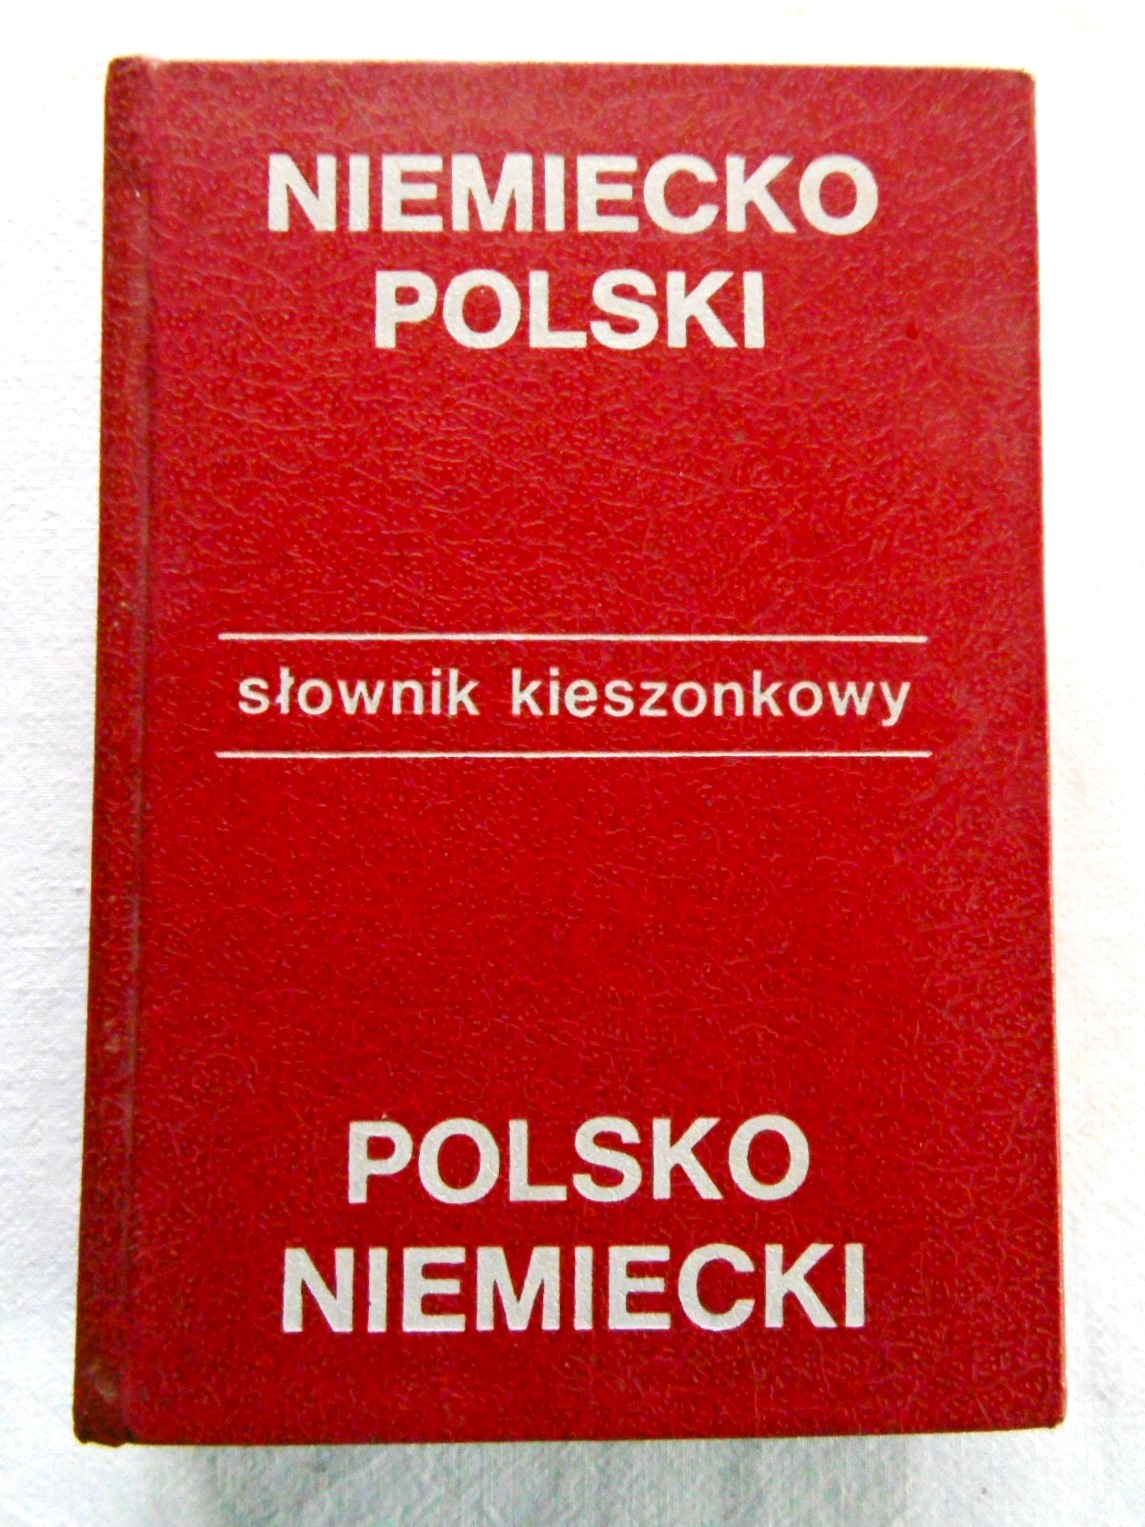 NIEMIECKO
POLSKI
słownik kieszonkowy
POLSKO
NIEMIECKI